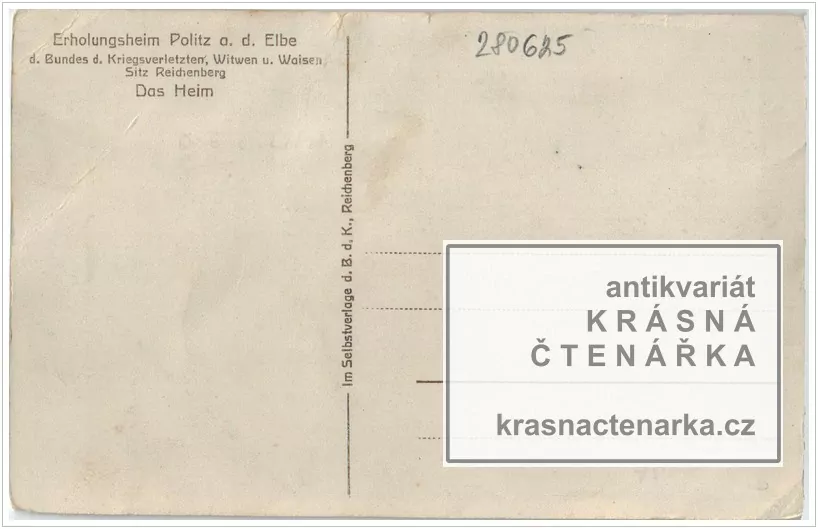 Erholungsheim Politz a. d. Elbe
d. Bundes d. Kriegsverletzten, Witwen u. Waisen,
Sitz Reichenberg
Das Heim
280625
Im Selbstverlage d. B. d. K., Reichenberg
antikvariát
KRÁSNÁ
ČTENÁŘKA
krasnactenarka.cz